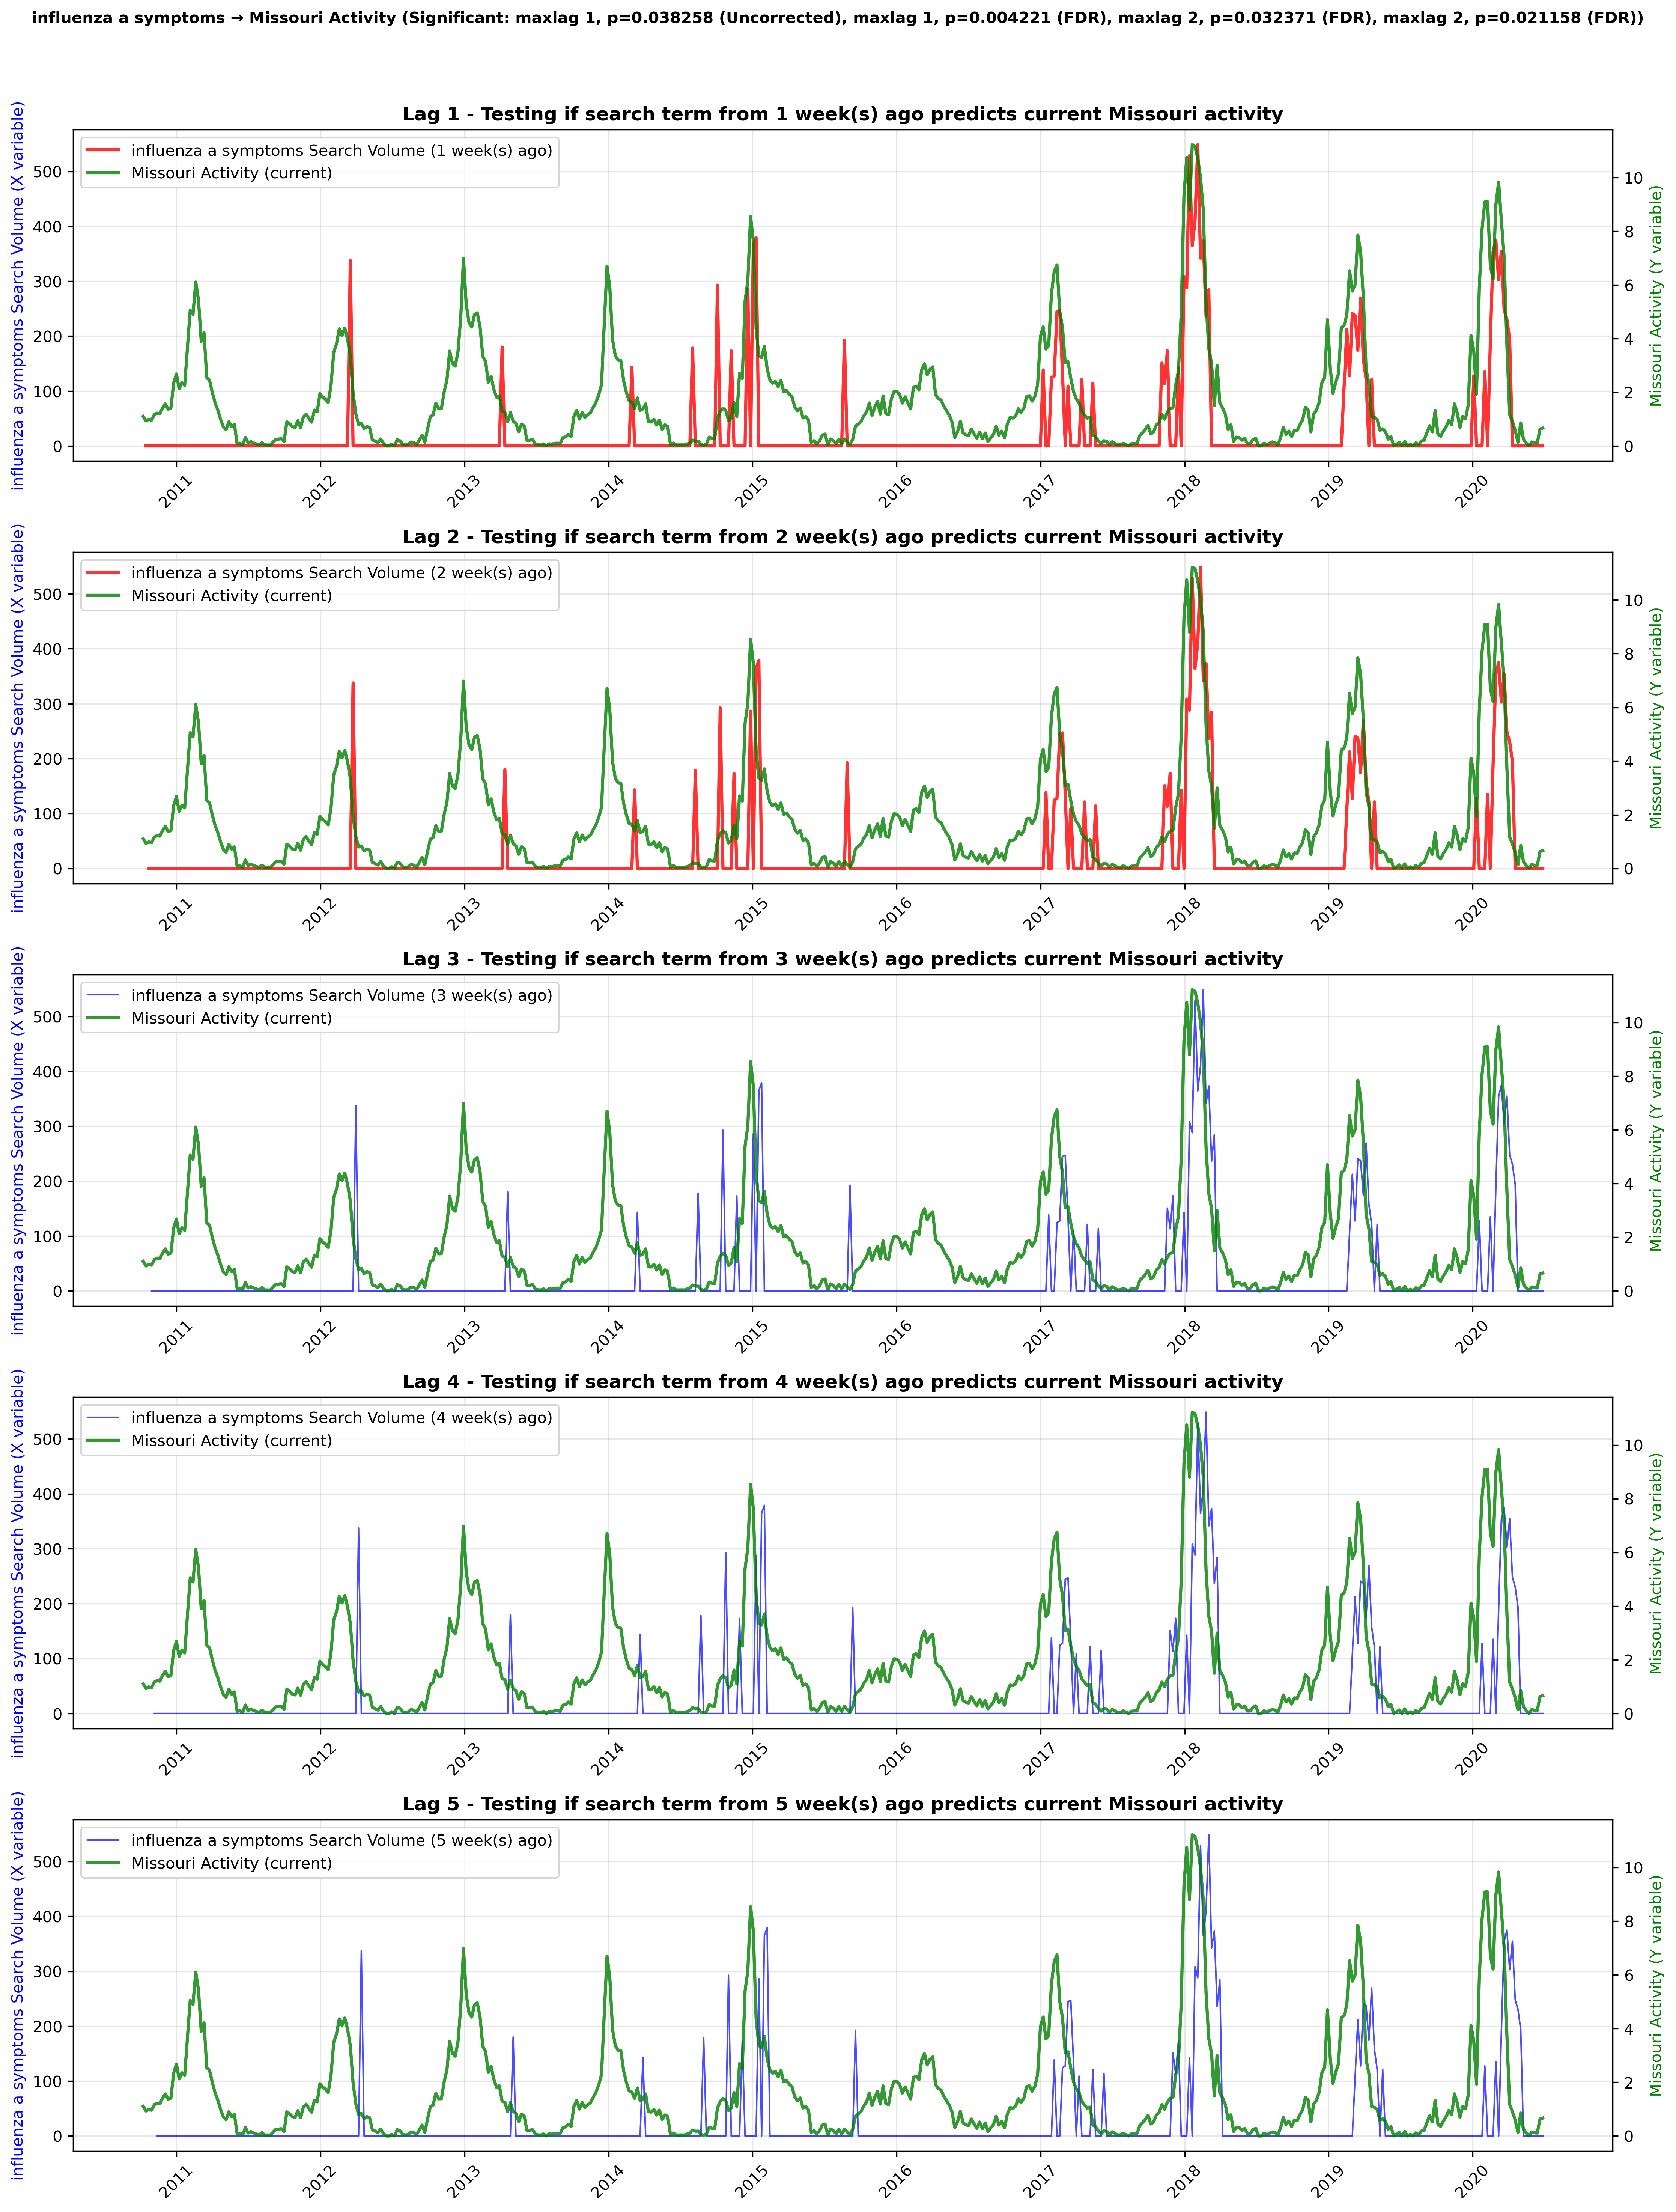 influenza a symptoms → Missouri Activity (Significant: maxlag 1, p=0.038258 (Uncorrected), maxlag 1, p=0.004221 (FDR), maxlag 2, p=0.032371 (FDR), maxlag 2, p=0.021158 (FDR))
Lag 1 - Testing if search term from 1 week(s) ago predicts current Missouri activity
influenza a symptoms Search Volume (X variable)
influenza a symptoms Search Volume (1 week(s) ago)
Missouri Activity (current)
500
400
300
200
100
0
10
8
6
4
2
0
Missouri Activity (Y variable)
2011 2012 2013 2014 2015 2016 2017 2018 2019 2020
Lag 2 - Testing if search term from 2 week(s) ago predicts current Missouri activity
influenza a symptoms Search Volume (X variable)
influenza a symptoms Search Volume (2 week(s) ago)
Missouri Activity (current)
500
400
300
200
100
0
10
8
6
4
2
0
Missouri Activity (Y variable)
2011 2012 2013 2014 2015 2016 2017 2018 2019 2020
Lag 3 - Testing if search term from 3 week(s) ago predicts current Missouri activity
influenza a symptoms Search Volume (X variable)
influenza a symptoms Search Volume (3 week(s) ago)
Missouri Activity (current)
500
400
300
200
100
0
10
8
6
4
2
0
Missouri Activity (Y variable)
2011 2012 2013 2014 2015 2016 2017 2018 2019 2020
Lag 4 - Testing if search term from 4 week(s) ago predicts current Missouri activity
influenza a symptoms Search Volume (X variable)
influenza a symptoms Search Volume (4 week(s) ago)
Missouri Activity (current)
500
400
300
200
100
0
10
8
6
4
2
0
Missouri Activity (Y variable)
2011 2012 2013 2014 2015 2016 2017 2018 2019 2020
Lag 5 - Testing if search term from 5 week(s) ago predicts current Missouri activity
influenza a symptoms Search Volume (X variable)
influenza a symptoms Search Volume (5 week(s) ago)
Missouri Activity (current)
500
400
300
200
100
0
10
8
6
4
2
0
Missouri Activity (Y variable)
2011 2012 2013 2014 2015 2016 2017 2018 2019 2020